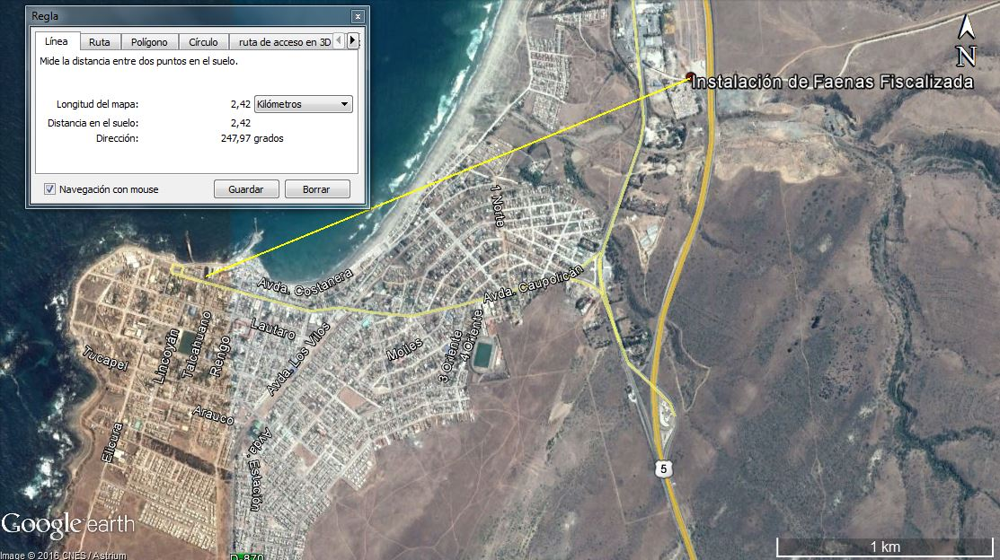 Regla
Línea
Ruta
Polígono
Círculo
ruta de acceso en 3D
Mide la distancia entre dos puntos en el suelo.
Longitud del mapa: 2,42 Kilómetros
Distancia en el suelo: 2,42
Dirección: 247,97 grados
Navegación con mouse
Guardar
Borrar
N
Instalación de Faenas Fiscalizada
1 Norte
Avda. Costanera
Avda. Caupolicán
Lautaro
Avda. Los Vilos
Molles
3 Oriente
4 Oriente
Tucapel
Lincoyán
Talcahuano
Rengo
Arauco
Elicura
Avda. Estación
5
Google earth
Image © 2016 CNES / Astrium
D-870
1 km